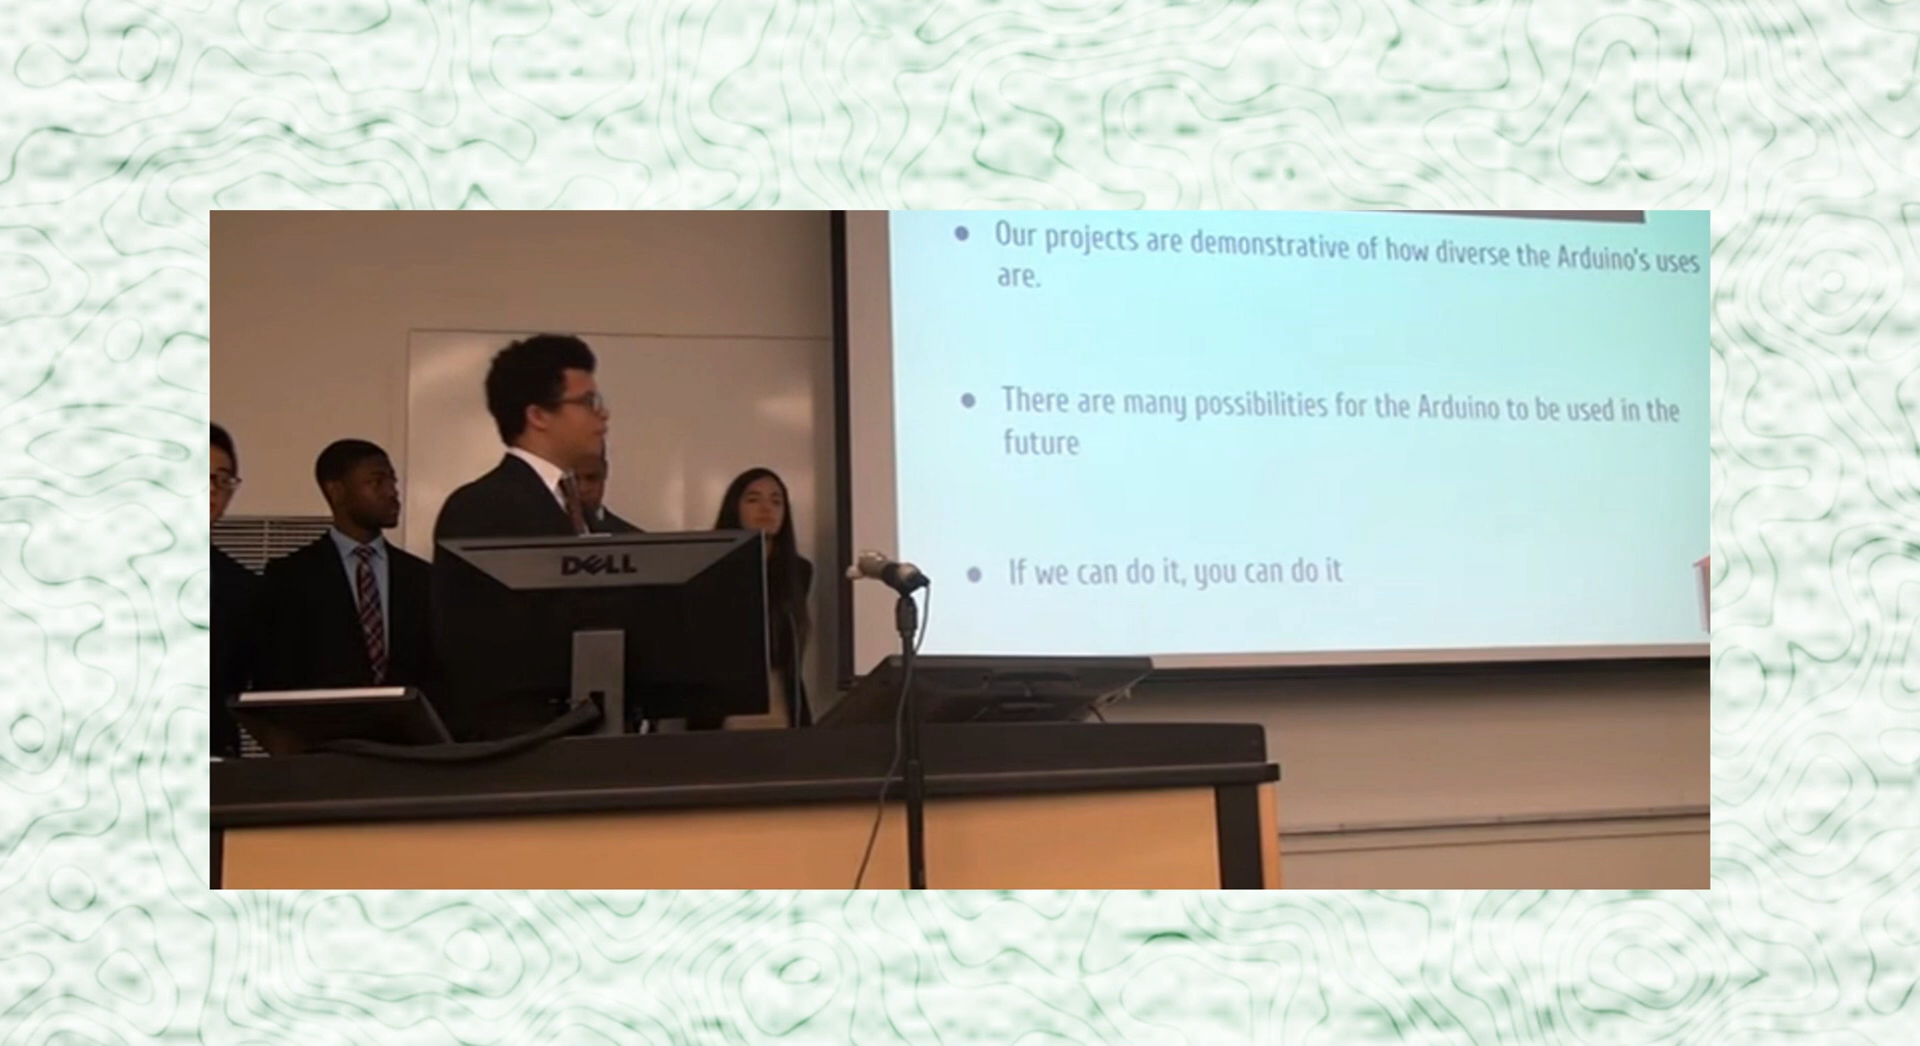 Our projects are demonstrative of how diverse the Arduino's uses
are.
There are many possibilities for the Arduino to be used in the
future
If we can do it, you can do it
DELL